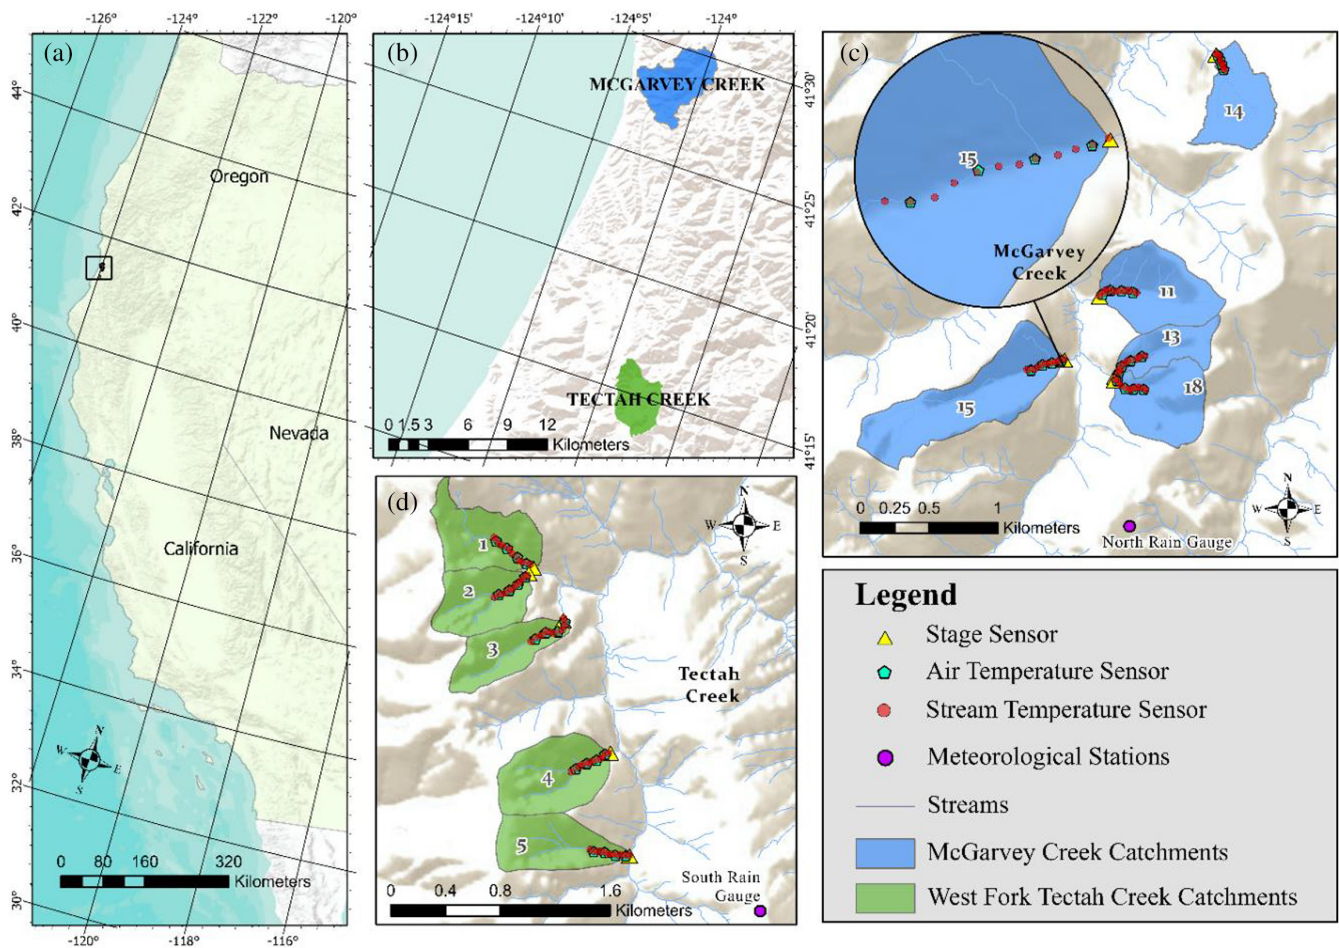 -126°
-124°
-122°
-120°
(a)
44°
42°
40°
38°
36°
34°
32°
30°
Oregon
Nevada
California
N
W
E
S
0
80
160
320
Kilometers
-120°
-118°
-116°
-124°15'
-124°10'
-124°5'
-124°
(b)
MCGARVEY CREEK
TECTAH CREEK
41°30'
41°25'
41°20'
41°15'
0 1.5 3 6 9 12
Kilometers
(c)
15
14
McGarvey
Creek
11
13
18
15
0 0.25 0.5 1
Kilometers
N
W
E
S
North Rain Gauge
(d)
1
2
3
4
5
N
W
E
S
Tectah
Creek
South Rain
Gauge
0 0.4 0.8 1.6
Kilometers
Legend
Stage Sensor
Air Temperature Sensor
Stream Temperature Sensor
Meteorological Stations
Streams
McGarvey Creek Catchments
West Fork Tectah Creek Catchments